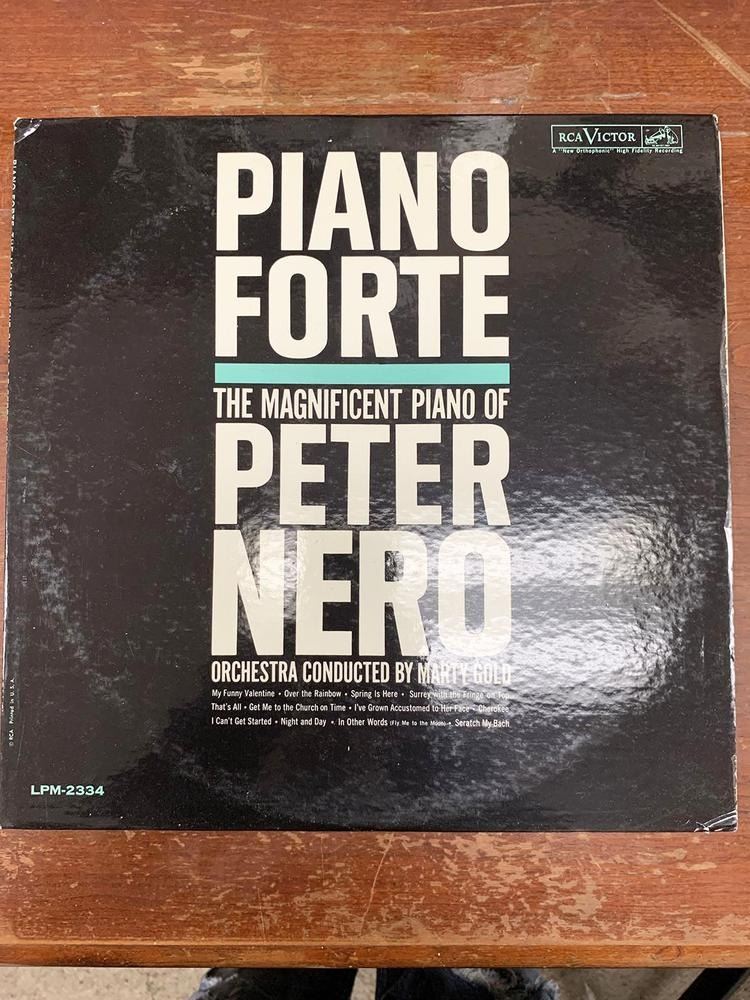 RCA VICTOR
A "New Orthophonic" High Fidelity Recording
PIANO
FORTE
THE MAGNIFICENT PIANO OF
PETER
NERO
ORCHESTRA CONDUCTED BY MARTY GOLD
My Funny Valentine • Over the Rainbow • Spring Is Here • Surrey with the Fringe on Top
That's All • Get Me to the Church on Time • I've Grown Accustomed to Her Face • Cherokee
I Can't Get Started • Night and Day • In Other Words (Fly Me to the Moon) • Scratch My Bach
© RCA Printed in U.S.A.
LPM-2334